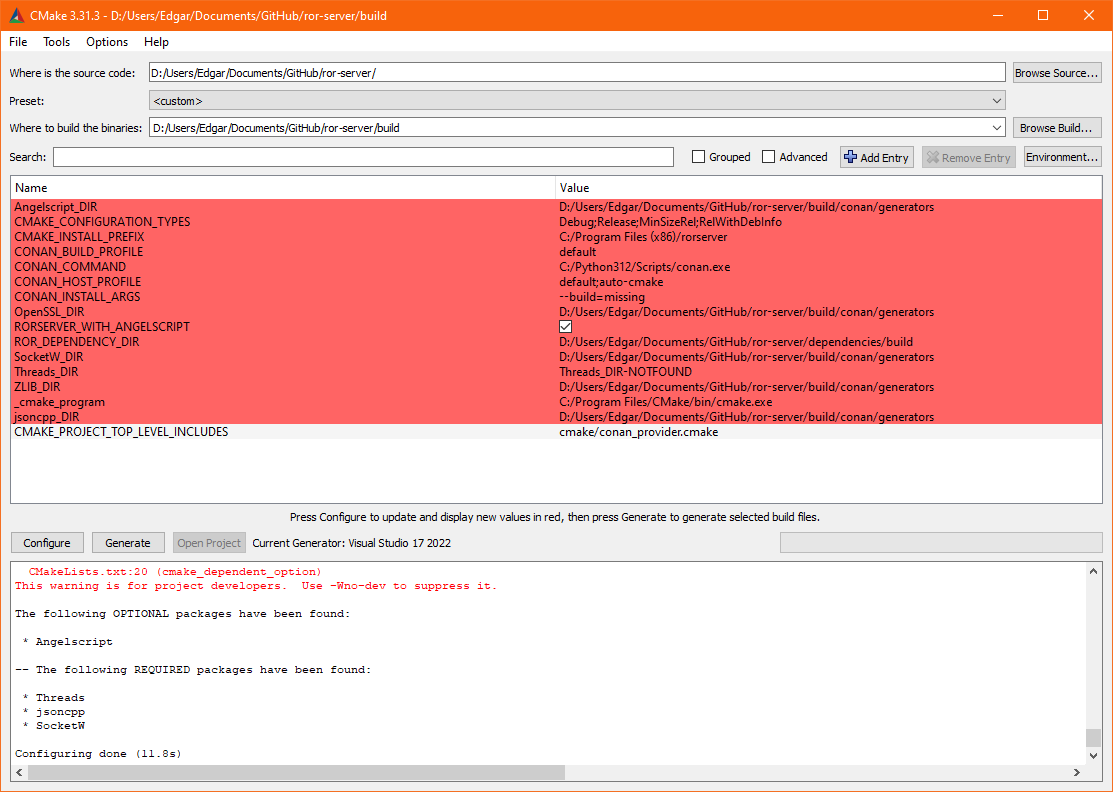 CMake 3.31.3 - D:/Users/Edgar/Documents/GitHub/ror-server/build
File Tools Options Help
Where is the source code: D:/Users/Edgar/Documents/GitHub/ror-server/ Browse Source...
Preset: <custom>
Where to build the binaries: D:/Users/Edgar/Documents/GitHub/ror-server/build Browse Build...
Search: Grouped Advanced Add Entry Remove Entry Environment...
Name Value
Angelscript_DIR D:/Users/Edgar/Documents/GitHub/ror-server/build/conan/generators
CMAKE_CONFIGURATION_TYPES Debug;Release;MinSizeRel;RelWithDebInfo
CMAKE_INSTALL_PREFIX C:/Program Files (x86)/rorserver
CONAN_BUILD_PROFILE default
CONAN_COMMAND C:/Python312/Scripts/conan.exe
CONAN_HOST_PROFILE default;auto-cmake
CONAN_INSTALL_ARGS --build=missing
OpenSSL_DIR D:/Users/Edgar/Documents/GitHub/ror-server/build/conan/generators
RORSERVER_WITH_ANGELSCRIPT
ROR_DEPENDENCY_DIR D:/Users/Edgar/Documents/GitHub/ror-server/dependencies/build
SocketW_DIR D:/Users/Edgar/Documents/GitHub/ror-server/build/conan/generators
Threads_DIR Threads_DIR-NOTFOUND
ZLIB_DIR D:/Users/Edgar/Documents/GitHub/ror-server/build/conan/generators
_cmake_program C:/Program Files/CMake/bin/cmake.exe
jsoncpp_DIR D:/Users/Edgar/Documents/GitHub/ror-server/build/conan/generators
CMAKE_PROJECT_TOP_LEVEL_INCLUDES cmake/conan_provider.cmake
Press Configure to update and display new values in red, then press Generate to generate selected build files.
Configure Generate Open Project Current Generator: Visual Studio 17 2022
CMakeLists.txt:20 (cmake_dependent_option)
This warning is for project developers.  Use -Wno-dev to suppress it.
The following OPTIONAL packages have been found:
* Angelscript
-- The following REQUIRED packages have been found:
* Threads
* jsoncpp
* SocketW
Configuring done (11.8s)